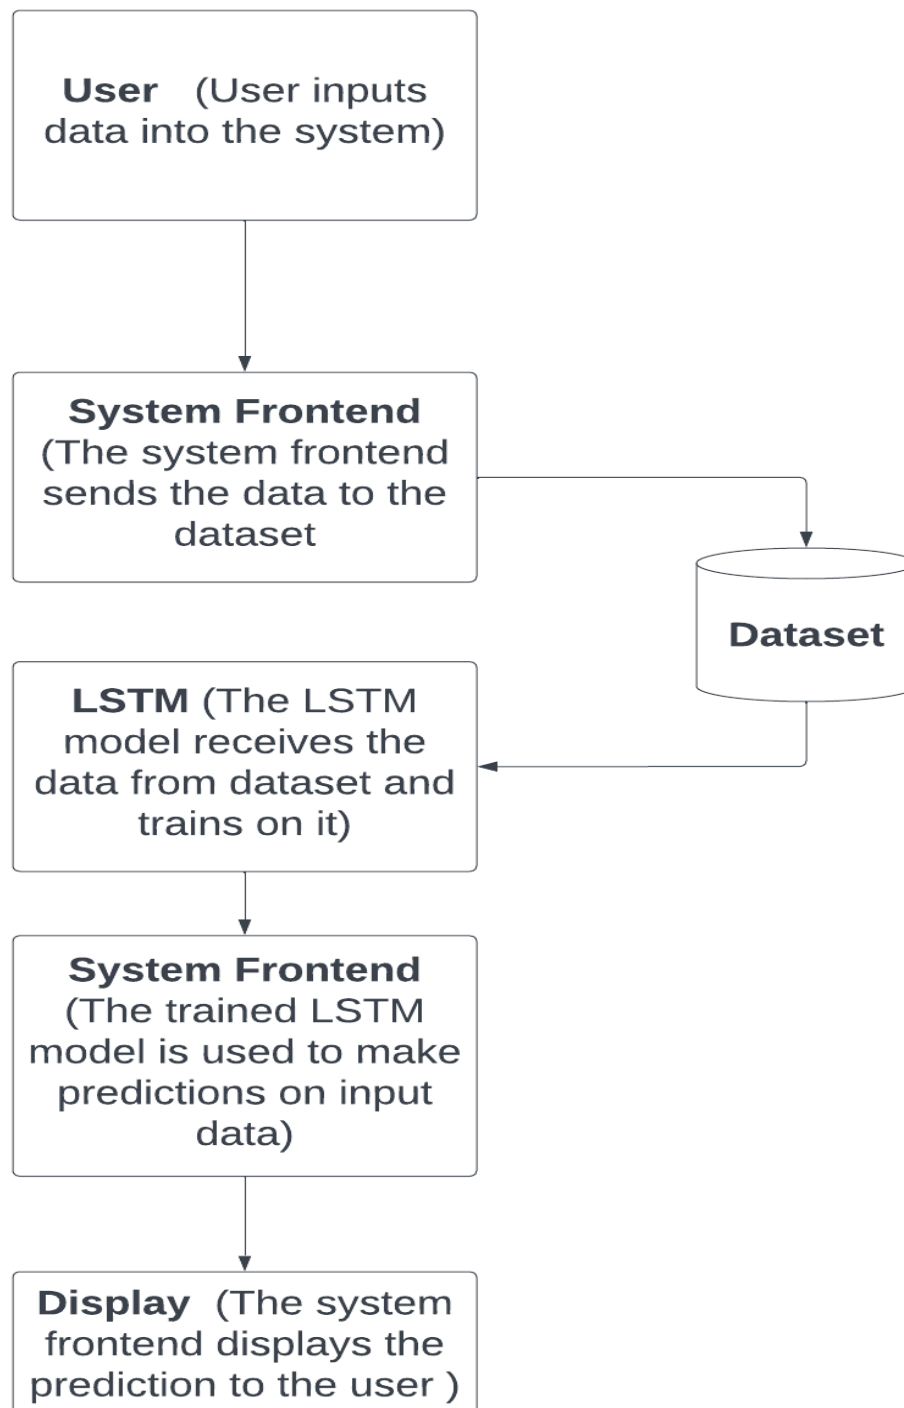 User (User inputs
data into the system)
System Frontend
(The system frontend
sends the data to the
dataset
Dataset
LSTM (The LSTM
model receives the
data from dataset and
trains on it)
System Frontend
(The trained LSTM
model is used to make
predictions on input
data)
Display (The system
frontend displays the
prediction to the user )